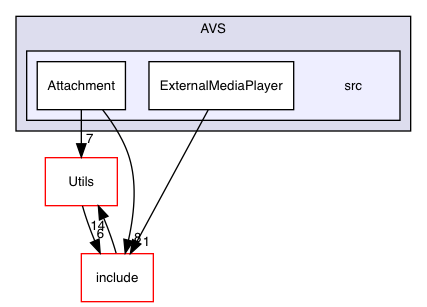 AVS
Attachment
ExternalMediaPlayer
src
7
Utils
14
6
8
1
include